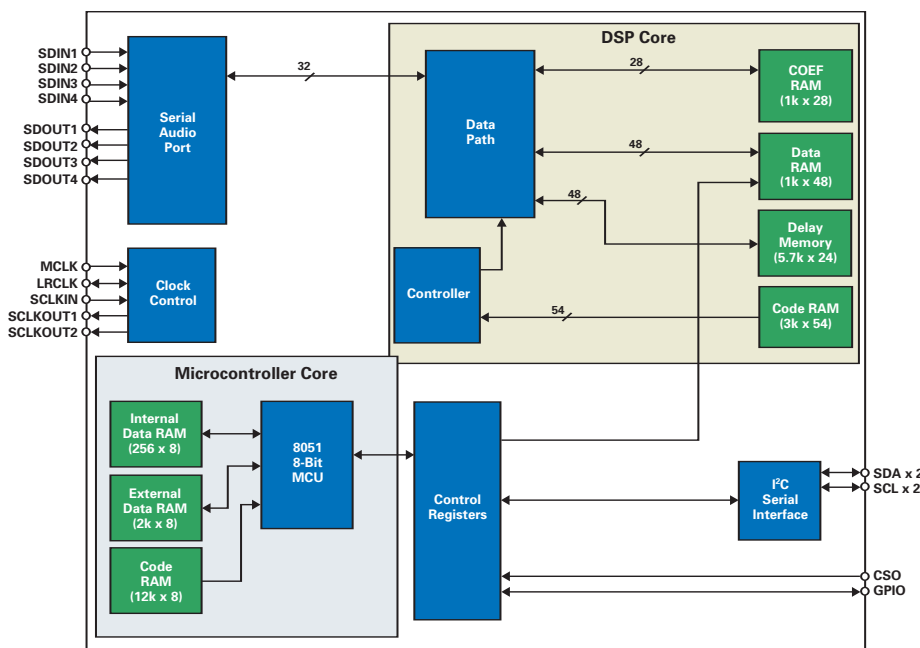 SDIN1
SDIN2
SDIN3
SDIN4
SDOUT1
SDOUT2
SDOUT3
SDOUT4
Serial
Audio
Port
32
DSP Core
Data
Path
28
COEF
RAM
(1k x 28)
48
Data
RAM
(1k x 48)
48
Delay
Memory
(5.7k x 24)
Controller
54
Code RAM
(3k x 54)
MCLK
LRCLK
SCLKIN
SCLKOUT1
SCLKOUT2
Clock
Control
Microcontroller Core
Internal
Data RAM
(256 x 8)
External
Data RAM
(2k x 8)
Code
RAM
(12k x 8)
8051
8-Bit
MCU
Control
Registers
I²C
Serial
Interface
SDA x 2
SCL x 2
CSO
GPIO